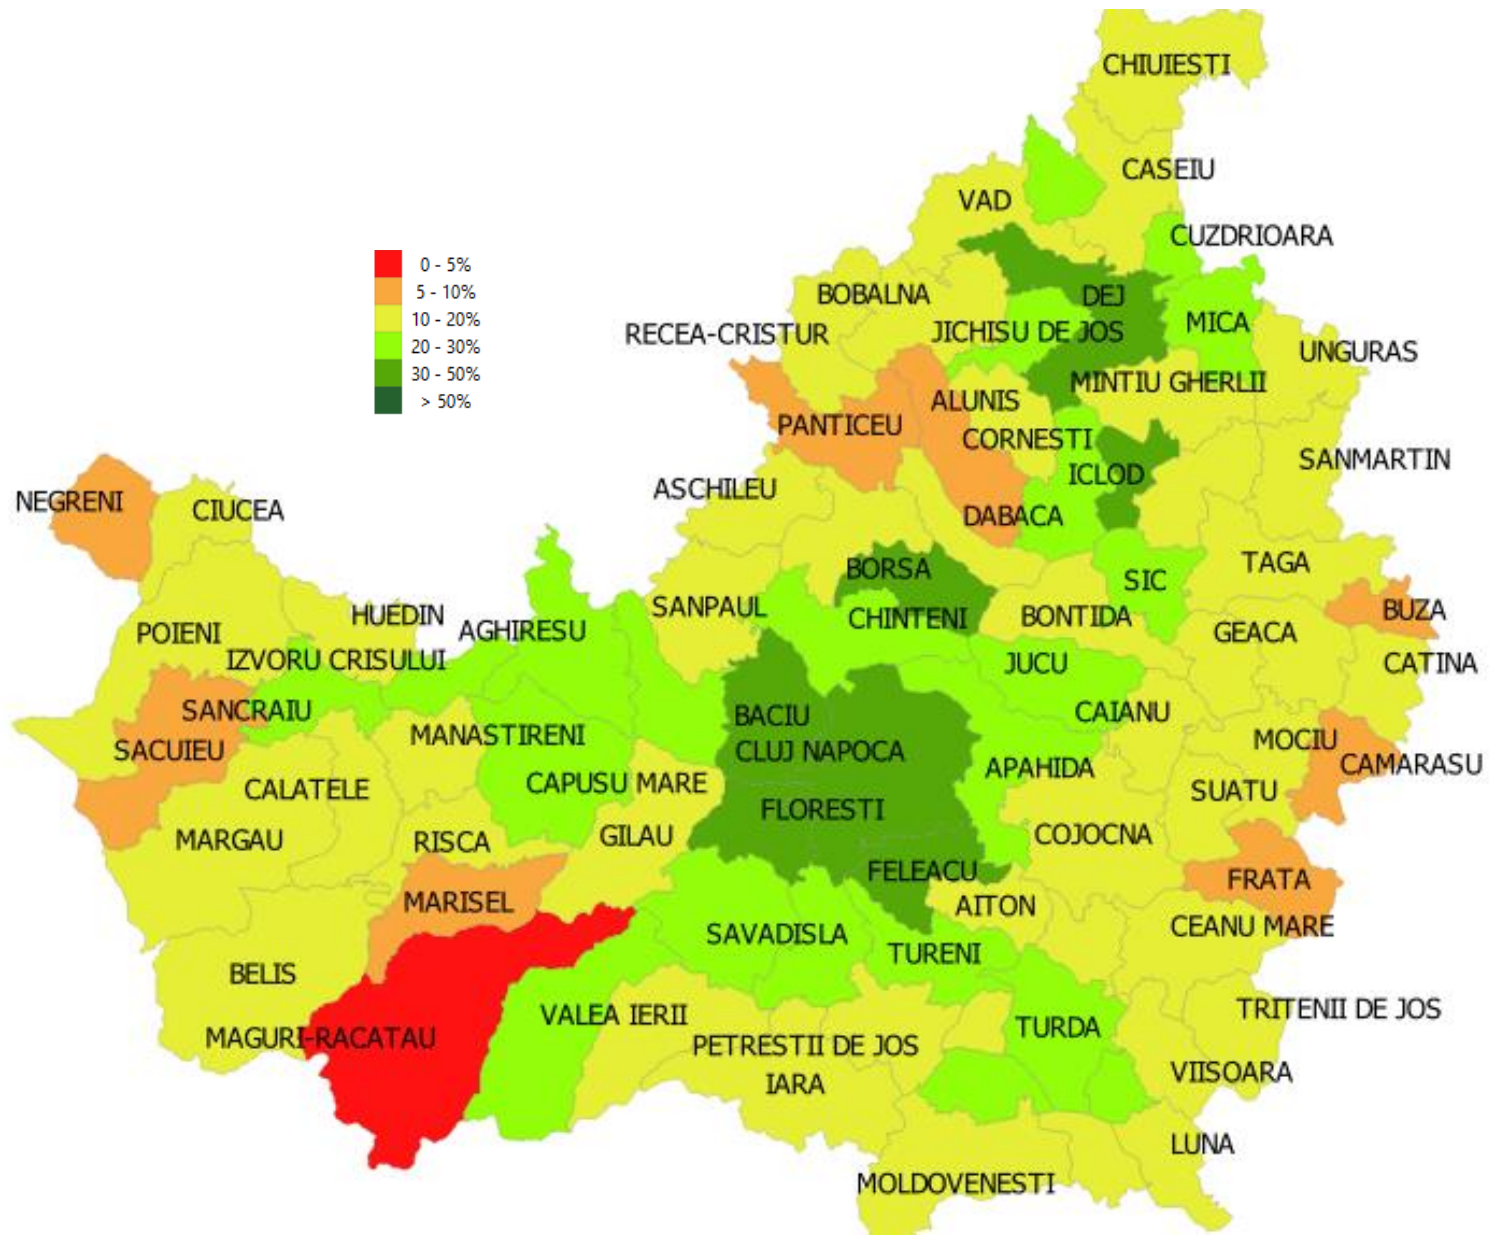 CHIUIESTI
CASEIU
VAD
CUZDRIOARA
0 - 5%
5 - 10%
10 - 20%
20 - 30%
30 - 50%
> 50%
BOBALNA
DEJ
RECEA-CRISTUR
JICHISU DE JOS
MICA
UNGURAS
MINTIU GHERLII
ALUNIS
PANTICEU
CORNESTI
SANMARTIN
ICLOD
ASCHILEU
NEGRENI
CIUCEA
DABACA
TAGA
BORSA
SIC
SANPAUL
BUZA
HUEDIN
CHINTENI
BONTIDA
POIENI
AGHIRESU
GEACA
IZVORU CRISULUI
JUCU
CATINA
SANCRAIU
BACIU
CAIANU
MANASTIRENI
MOCIU
SACUIEU
CLUJ NAPOCA
CAMARASU
APAHIDA
CAPUSU MARE
CALATELE
SUATU
FLORESTI
MARGAU
RISCA
GILAU
COJOCNA
FELEACU
FRATA
MARISEL
AITON
CEANU MARE
SAVADISLA
TURENI
BELIS
TRITENII DE JOS
VALEA IERII
TURDA
MAGURI-RACATAU
PETRESTII DE JOS
VIISOARA
IARA
LUNA
MOLDOVENESTI